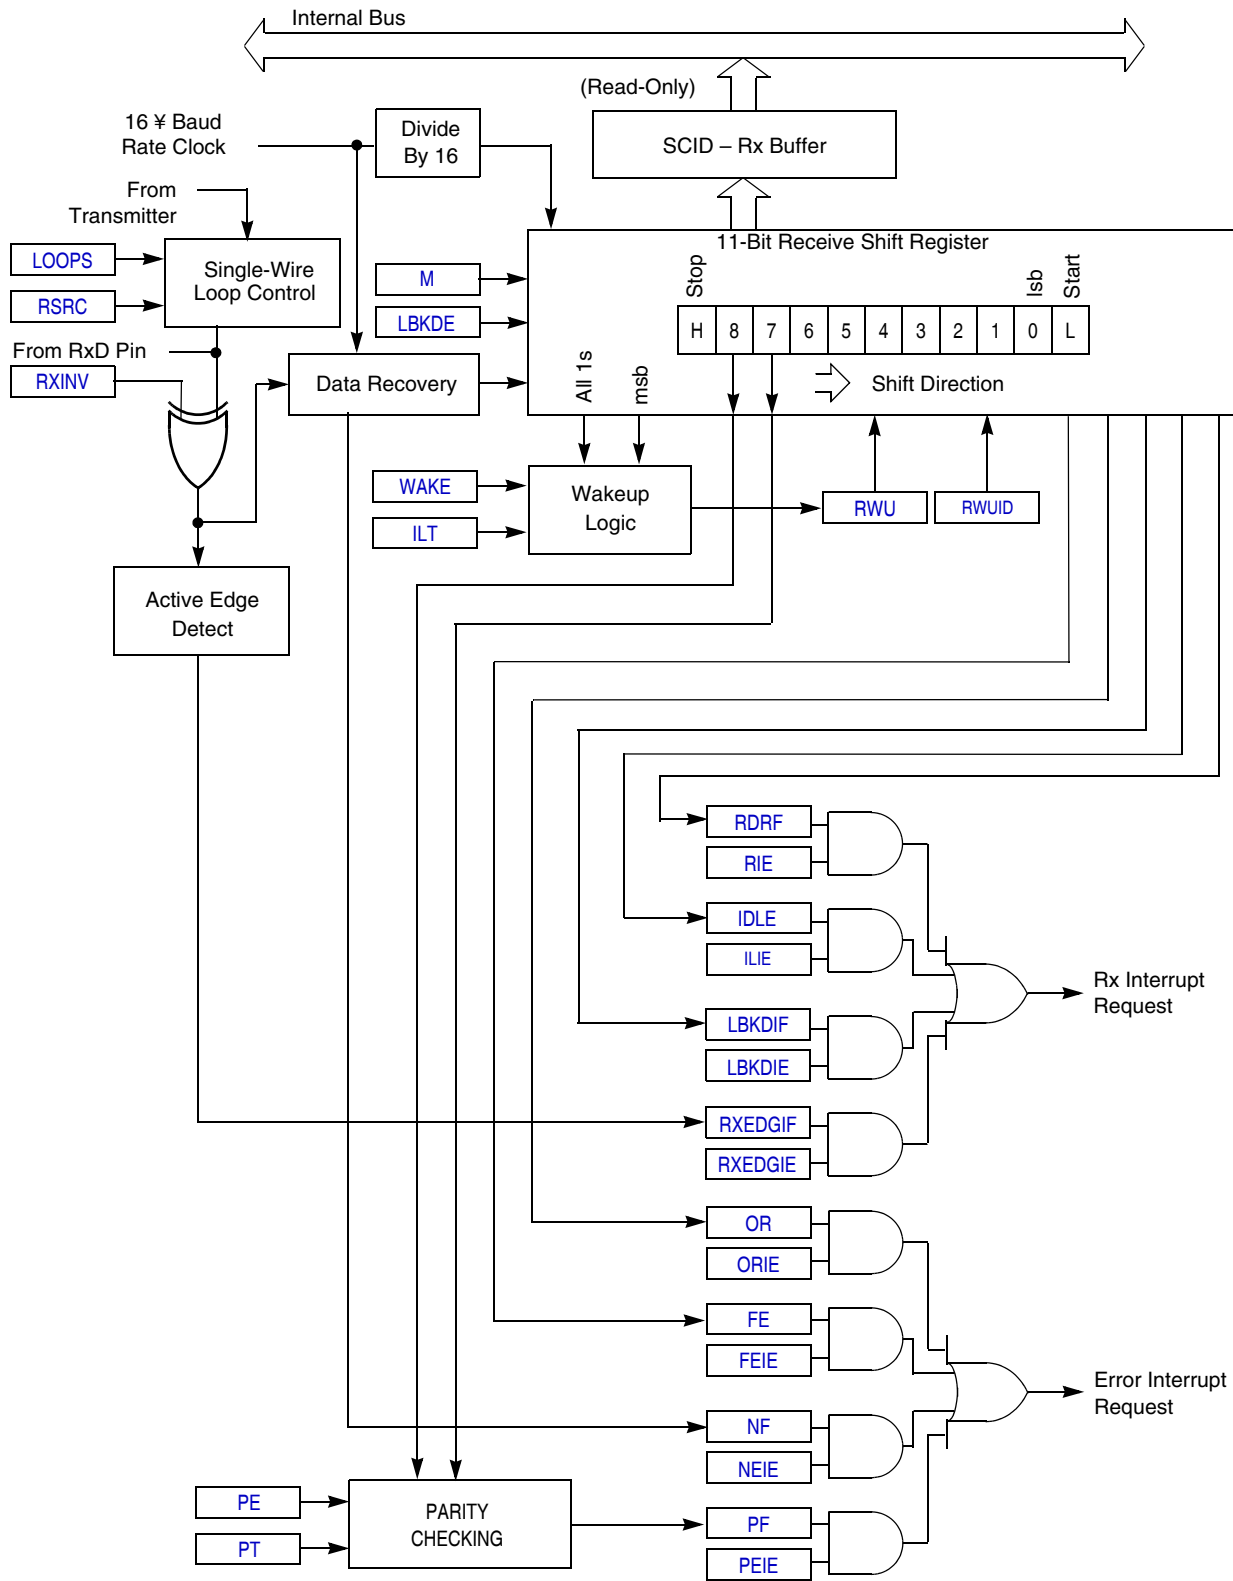 Internal Bus
(Read-Only)
16 ¥ Baud
Rate Clock
Divide
By 16
SCID – Rx Buffer
From
Transmitter
11-Bit Receive Shift Register
LOOPS
RSRC
Single-Wire
Loop Control
M
LBKDE
Stop
lsb
Start
H 8 7 6 5 4 3 2 1 0 L
From RxD Pin
RXINV
Data Recovery
All 1s
msb
Shift Direction
WAKE
ILT
Wakeup
Logic
RWU
RWUID
Active Edge
Detect
RDRF
RIE
IDLE
ILIE
Rx Interrupt
Request
LBKDIF
LBKDIE
RXEDGIF
RXEDGIE
OR
ORIE
FE
FEIE
Error Interrupt
Request
NF
NEIE
PE
PT
PARITY
CHECKING
PF
PEIE